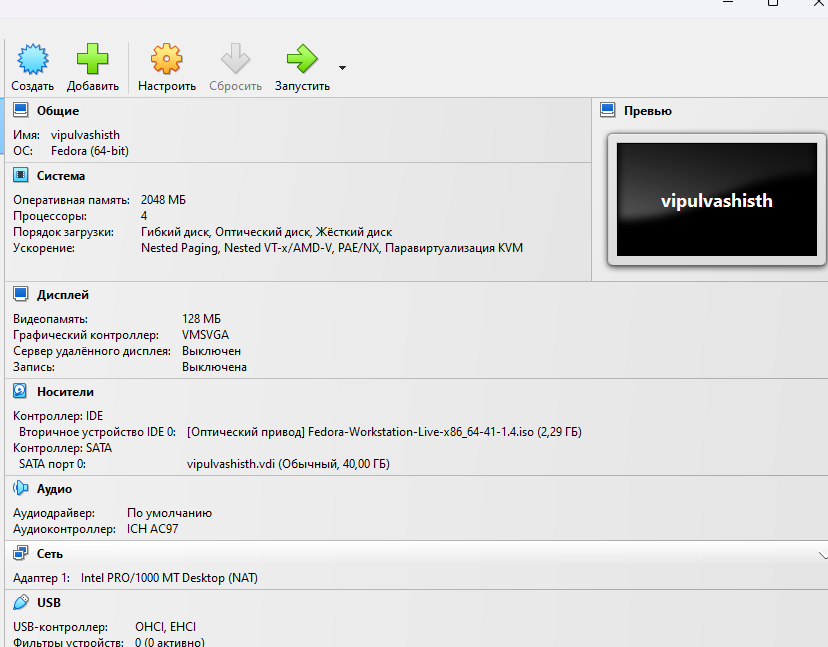 Создать Добавить Настроить Сбросить Запустить
Общие
Имя: vipulvashisth
ОС: Fedora (64-bit)
Превью
vipulvashisth
Система
Оперативная память: 2048 МБ
Процессоры: 4
Порядок загрузки: Гибкий диск, Оптический диск, Жёсткий диск
Ускорение: Nested Paging, Nested VT-x/AMD-V, PAE/NX, Паравиртуализация KVM
Дисплей
Видеопамять: 128 МБ
Графический контроллер: VMSVGA
Сервер удалённого дисплея: Выключен
Запись: Выключена
Носители
Контроллер: IDE
Вторичное устройство IDE 0: [Оптический привод] Fedora-Workstation-Live-x86_64-41-1.4.iso (2,29 ГБ)
Контроллер: SATA
SATA порт 0: vipulvashisth.vdi (Обычный, 40,00 ГБ)
Аудио
Аудиодрайвер: По умолчанию
Аудиоконтроллер: ICH AC97
Сеть
Адаптер 1: Intel PRO/1000 MT Desktop (NAT)
USB
USB-контроллер: OHCI, EHCI
Фильтры устройств: 0 (0 активно)